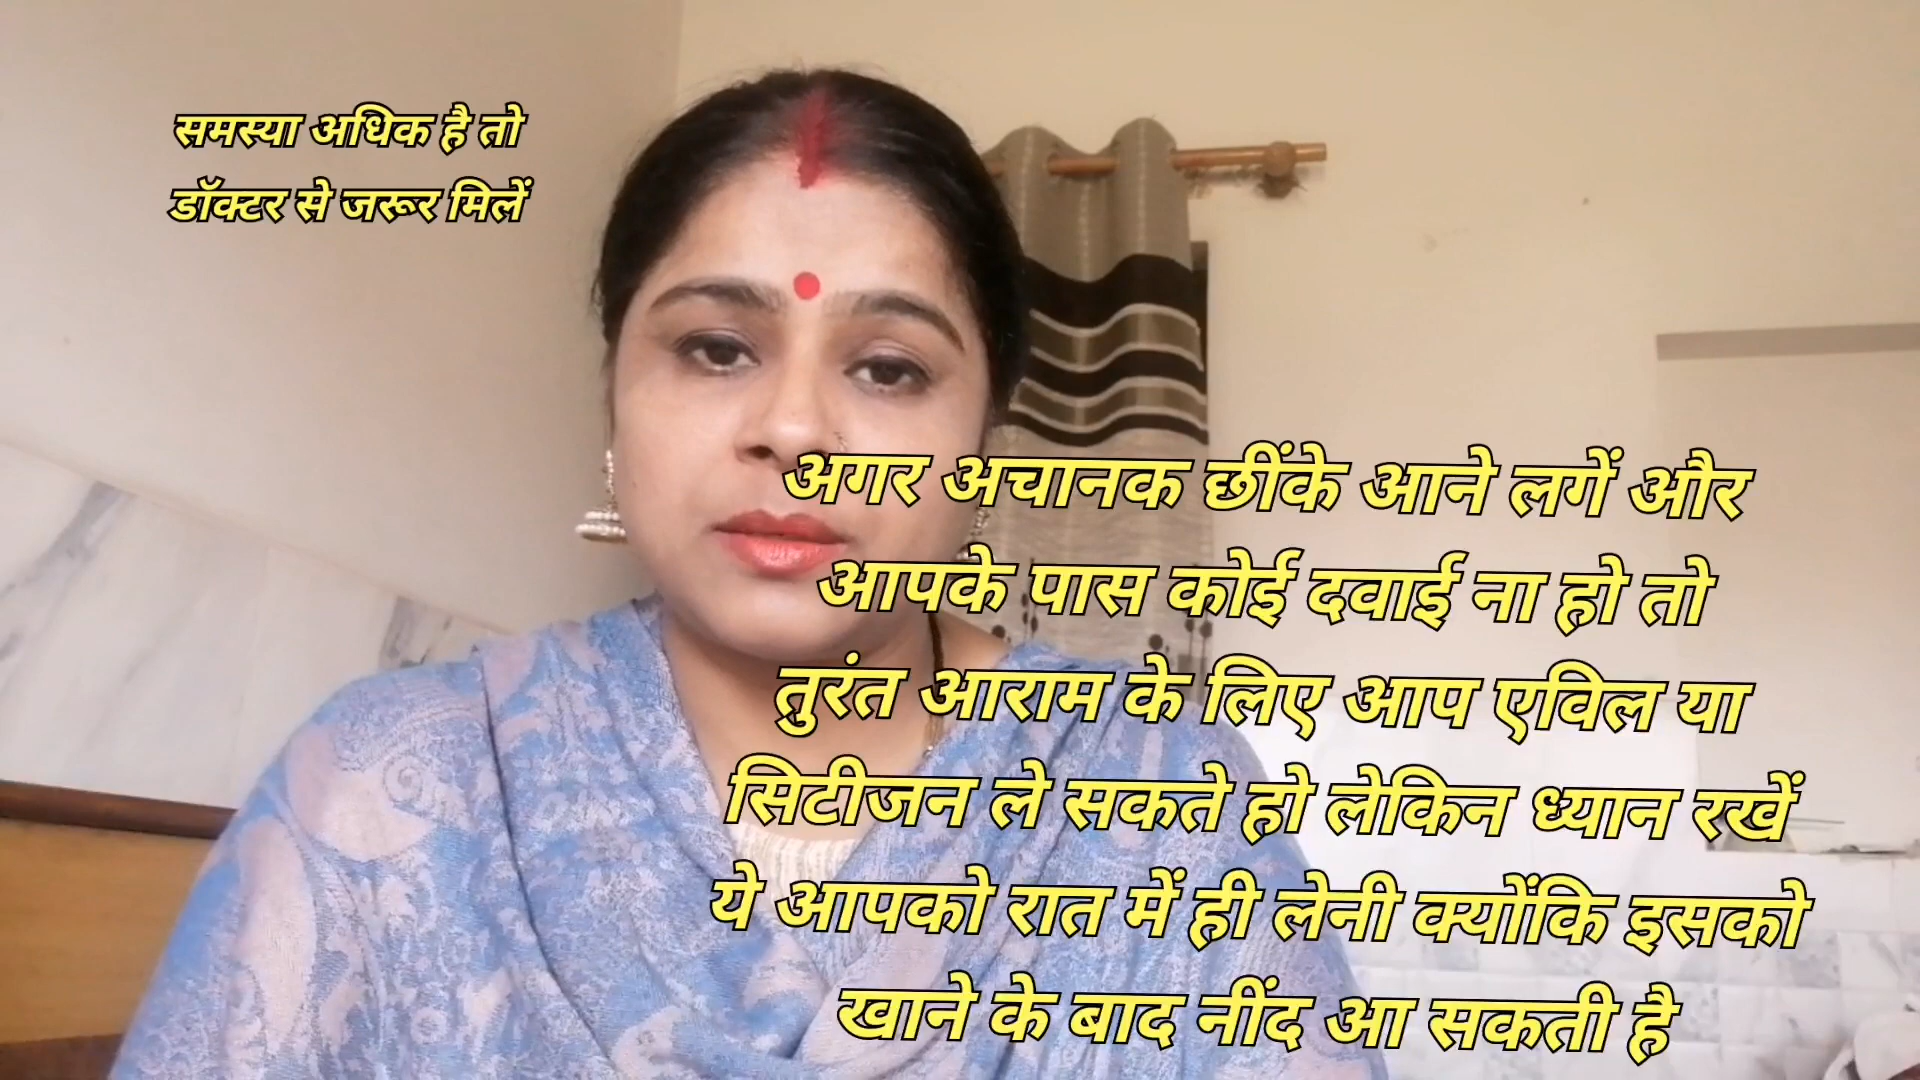 समस्या अधिक है तो
डॉक्टर से जरूर मिलें
अगर अचानक छींके आने लगें और
आपके पास कोई दवाई ना हो तो
तुरंत आराम के लिए आप एविल या
सिटीजन ले सकते हो लेकिन ध्यान रखें
ये आपको रात में ही लेनी क्योंकि इसको
खाने के बाद नींद आ सकती है